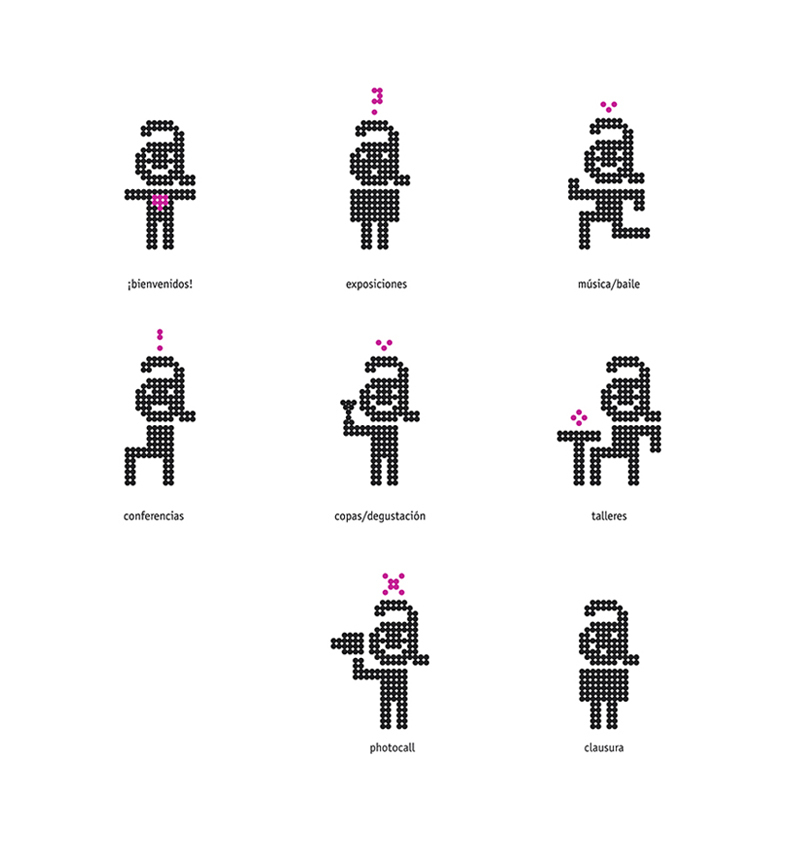 ¡bienvenidos!
exposiciones
música/baile
conferencias
copas/degustación
talleres
photocall
clausura